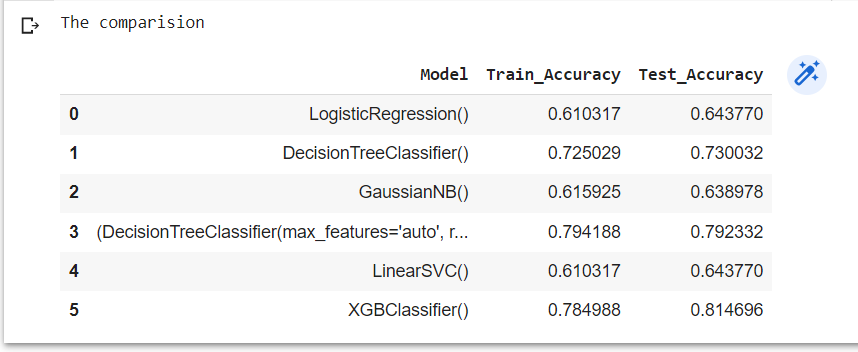 The comparision
Model Train_Accuracy Test_Accuracy
0 LogisticRegression() 0.610317 0.643770
1 DecisionTreeClassifier() 0.725029 0.730032
2 GaussianNB() 0.615925 0.638978
3 (DecisionTreeClassifier(max_features='auto', r... 0.794188 0.792332
4 LinearSVC() 0.610317 0.643770
5 XGBClassifier() 0.784988 0.814696